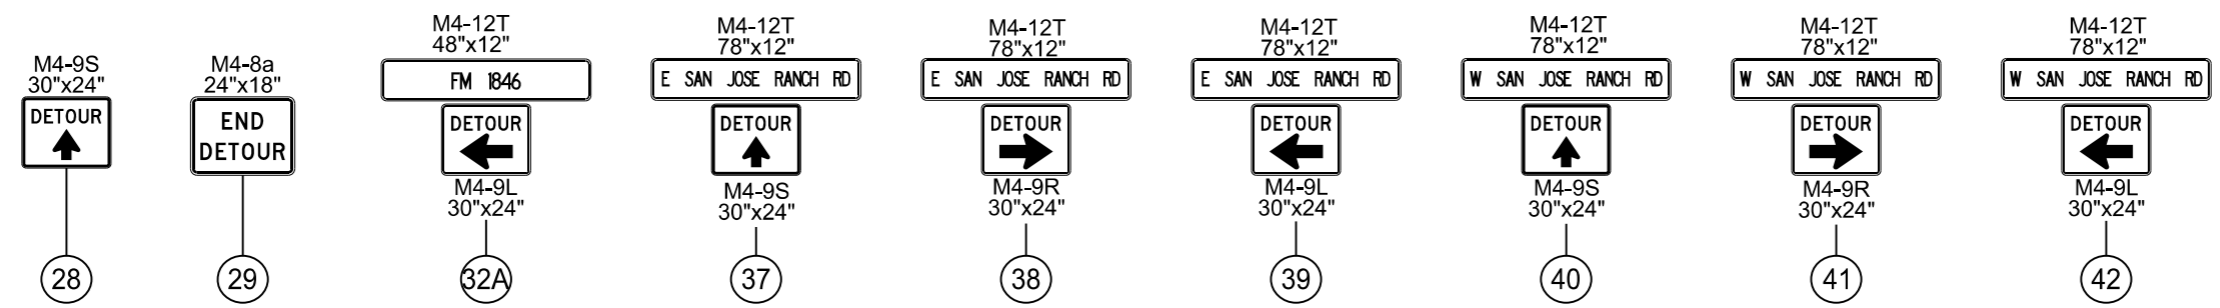 M4-9S
30"x24"
DETOUR
28
M4-8a
24"x18"
END
DETOUR
29
M4-12T
48"x12"
FM 1846
DETOUR
M4-9L
30"x24"
32A
M4-12T
78"x12"
E SAN JOSE RANCH RD
DETOUR
M4-9S
30"x24"
37
M4-12T
78"x12"
E SAN JOSE RANCH RD
DETOUR
M4-9R
30"x24"
38
M4-12T
78"x12"
E SAN JOSE RANCH RD
DETOUR
M4-9L
30"x24"
39
M4-12T
78"x12"
W SAN JOSE RANCH RD
DETOUR
M4-9S
30"x24"
40
M4-12T
78"x12"
W SAN JOSE RANCH RD
DETOUR
M4-9R
30"x24"
41
M4-12T
78"x12"
W SAN JOSE RANCH RD
DETOUR
M4-9L
30"x24"
42